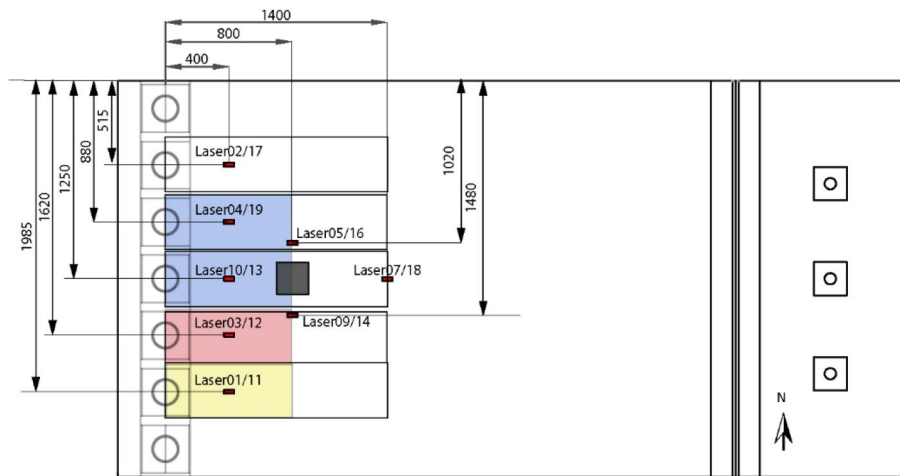 1400
800
400
515
880
1250
1620
1985
1020
1480
Laser02/17
Laser04/19
Laser05/16
Laser10/13
Laser07/18
Laser03/12
Laser09/14
Laser01/11
N